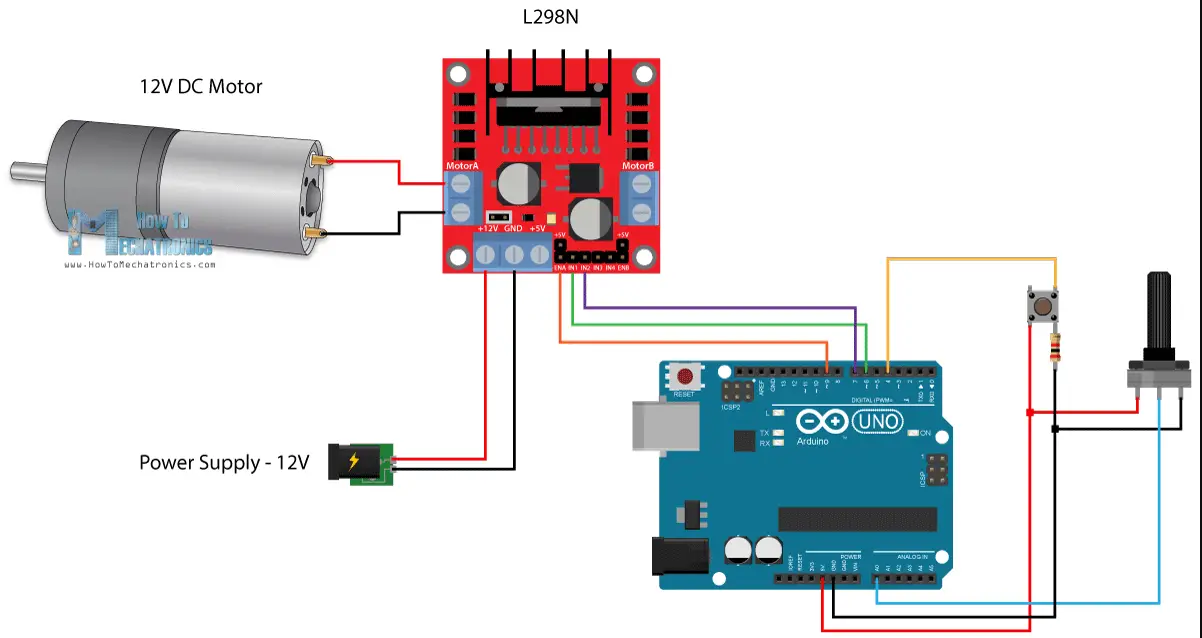 L298N
12V DC Motor
MotorA
MotorB
+12V GND +5V
+5V
+5V
ENA IN1 IN2 IN3 IN4 ENB
How To
Mechatronics
www.HowToMechatronics.com
RESET
ICSP2
AREF
GND
13
12
~11
~10
~9
8
7
~6
~5
4
~3
2
TXD 1
RXD 0
DIGITAL (PWM~)
L
TX
RX
UNO
Arduino
ON
1
ICSP
Power Supply - 12V
POWER
ANALOG IN
IOREF
RESET
3V3
5V
GND
GND
VIN
A0
A1
A2
A3
A4
A5